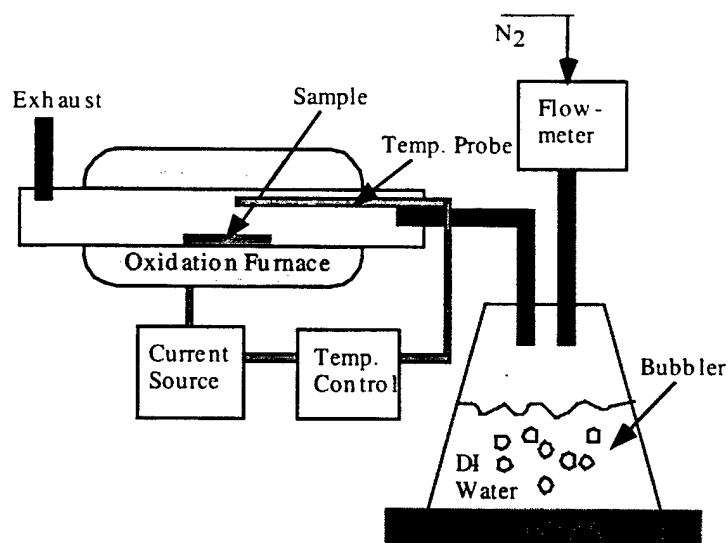 N2
Exhaust
Sample
Flow-
meter
Temp. Probe
Oxidation Furnace
Current
Source
Temp.
Control
Bubbler
DI
Water